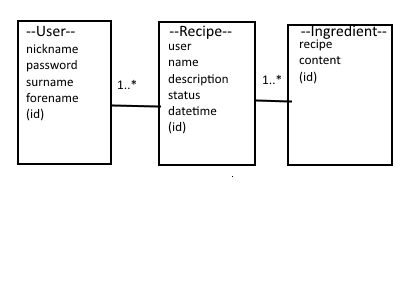 --User--
nickname
password
surname
forename
(id)
1..*
--Recipe--
user
name
description
status
datetime
(id)
1..*
--Ingredient--
recipe
content
(id)